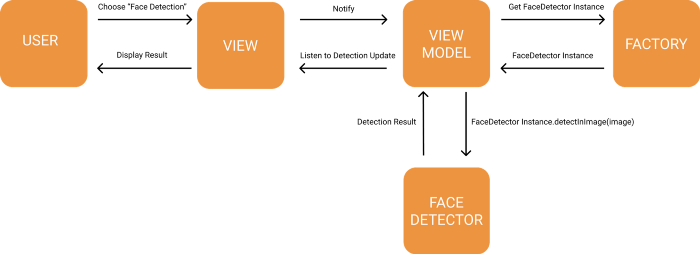 Choose "Face Detection"
Notify
Get FaceDetector Instance
USER
VIEW
VIEW
MODEL
FACTORY
Display Result
Listen to Detection Update
FaceDetector Instance
Detection Result
FaceDetector Instance.detectInImage(image)
FACE
DETECTOR